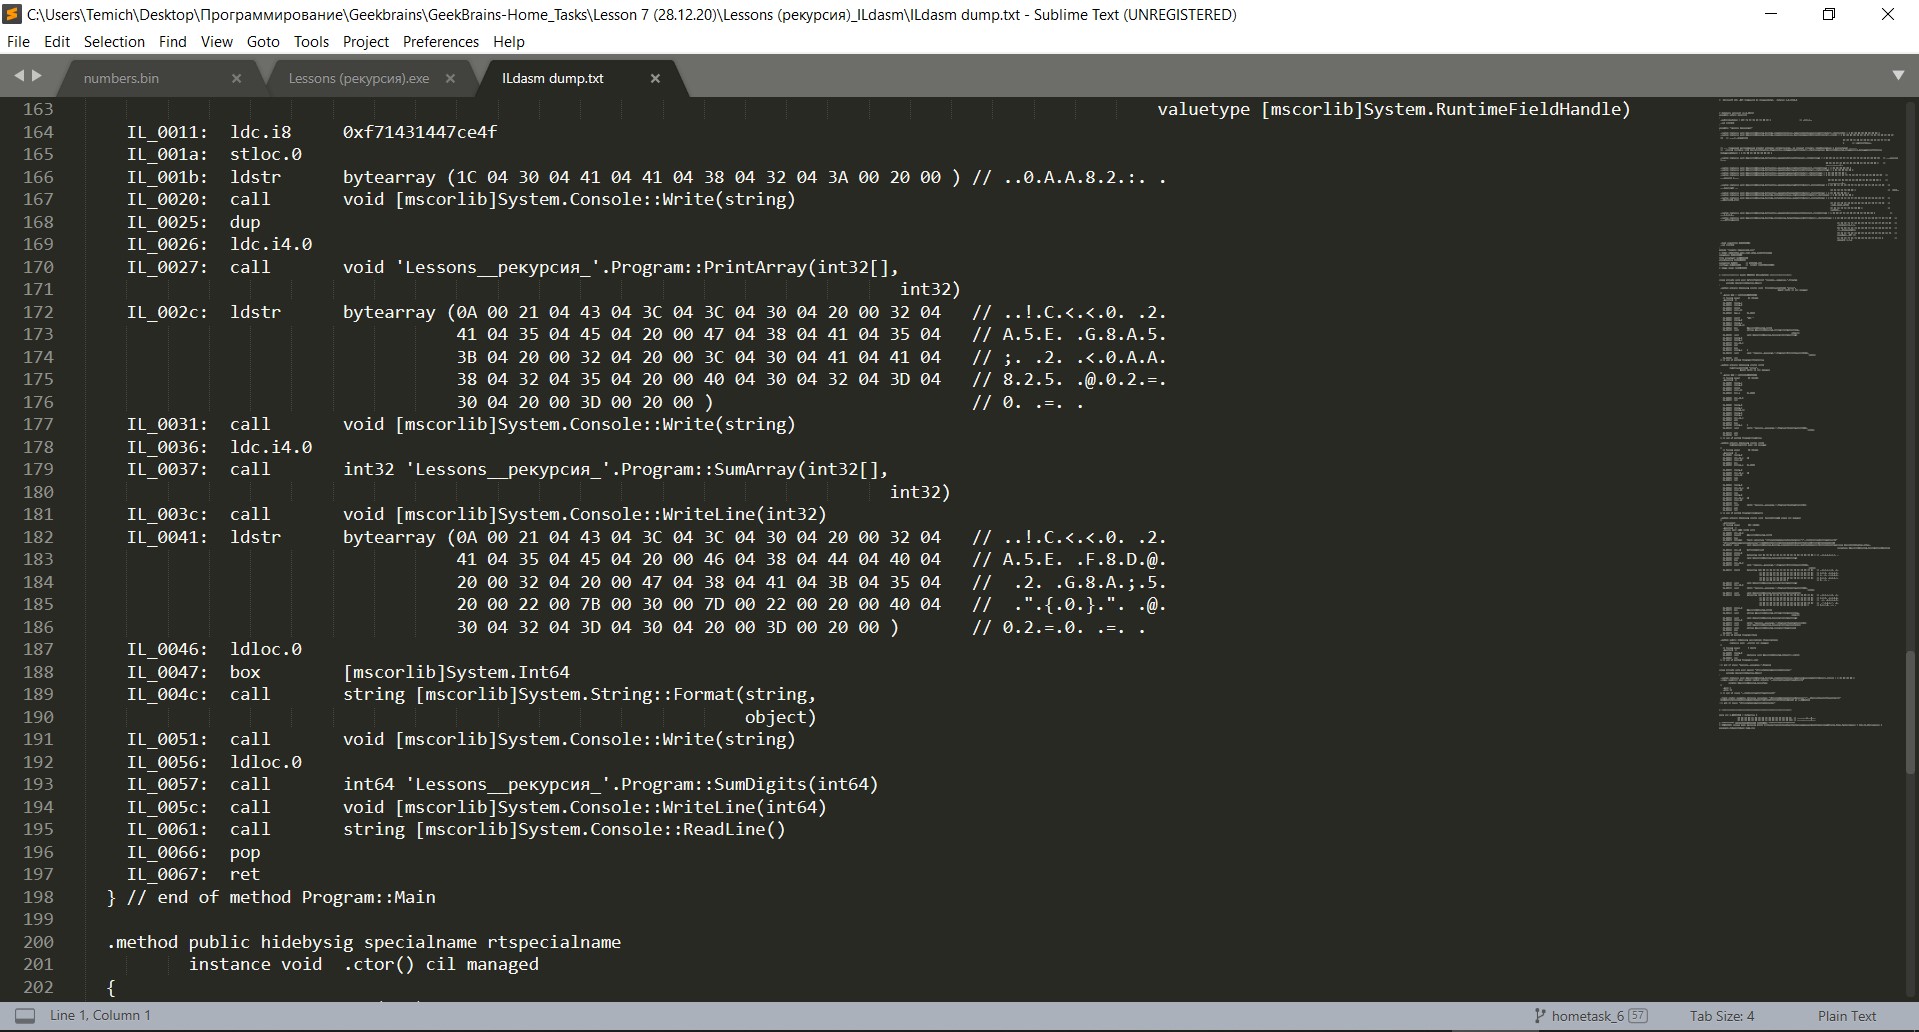 C:\Users\Temich\Desktop\Программирование\Geekbrains\GeekBrains-Home_Tasks\Lesson 7 (28.12.20)\Lessons (рекурсия)_ILdasm\ILdasm dump.txt - Sublime Text (UNREGISTERED)
File Edit Selection Find View Goto Tools Project Preferences Help
numbers.bin Lessons (рекурсия).exe ILdasm dump.txt
163 valuetype [mscorlib]System.RuntimeFieldHandle)
164 IL_0011: ldc.i8 0xf71431447ce4f
165 IL_001a: stloc.0
166 IL_001b: ldstr bytearray (1C 04 30 04 41 04 41 04 38 04 32 04 3A 00 20 00 ) // ..0.A.A.8.2.:. .
167 IL_0020: call void [mscorlib]System.Console::Write(string)
168 IL_0025: dup
169 IL_0026: ldc.i4.0
170 IL_0027: call void 'Lessons__рекурсия_'.Program::PrintArray(int32[],
171 int32)
172 IL_002c: ldstr bytearray (0A 00 21 04 43 04 3C 04 3C 04 30 04 20 00 32 04 // ..!.C.<.<.0. .2.
173 41 04 35 04 45 04 20 00 47 04 38 04 41 04 35 04 // A.5.E. .G.8.A.5.
174 3B 04 20 00 32 04 20 00 3C 04 30 04 41 04 41 04 // ;. .2. .<.0.A.A.
175 38 04 32 04 35 04 20 00 40 04 30 04 32 04 3D 04 // 8.2.5. .@.0.2.=.
176 30 04 20 00 3D 00 20 00 ) // 0. .=. .
177 IL_0031: call void [mscorlib]System.Console::Write(string)
178 IL_0036: ldc.i4.0
179 IL_0037: call int32 'Lessons__рекурсия_'.Program::SumArray(int32[],
180 int32)
181 IL_003c: call void [mscorlib]System.Console::WriteLine(int32)
182 IL_0041: ldstr bytearray (0A 00 21 04 43 04 3C 04 3C 04 30 04 20 00 32 04 // ..!.C.<.<.0. .2.
183 41 04 35 04 45 04 20 00 46 04 38 04 44 04 40 04 // A.5.E. .F.8.D.@.
184 20 00 32 04 20 00 47 04 38 04 41 04 3B 04 35 04 //  .2. .G.8.A.;.5.
185 20 00 22 00 7B 00 30 00 7D 00 22 00 20 00 40 04 //  .".{.0.}.". .@.
186 30 04 32 04 3D 04 30 04 20 00 3D 00 20 00 ) // 0.2.=.0. .=. .
187 IL_0046: ldloc.0
188 IL_0047: box [mscorlib]System.Int64
189 IL_004c: call string [mscorlib]System.String::Format(string,
190 object)
191 IL_0051: call void [mscorlib]System.Console::Write(string)
192 IL_0056: ldloc.0
193 IL_0057: call int64 'Lessons__рекурсия_'.Program::SumDigits(int64)
194 IL_005c: call void [mscorlib]System.Console::WriteLine(int64)
195 IL_0061: call string [mscorlib]System.Console::ReadLine()
196 IL_0066: pop
197 IL_0067: ret
198 } // end of method Program::Main
199
200 .method public hidebysig specialname rtspecialname
201 instance void .ctor() cil managed
202 {
Line 1, Column 1 hometask_6 57 Tab Size: 4 Plain Text